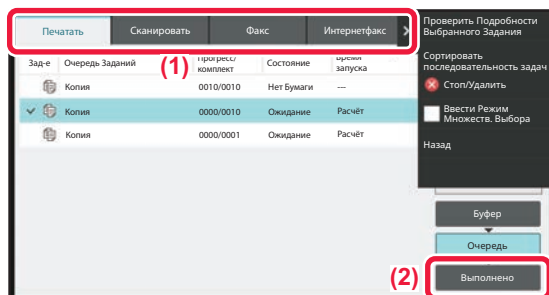 Печатать Сканировать Факс Интернетфакс
Зад-е Очередь Заданий (1) Прогресс/ комплект Состояние Время запуска
Копия 0010/0010 Нет Бумаги ---
Копия 0000/0010 Ожидание Расчёт
Копия 0000/0001 Ожидание Расчёт
Проверить Подробности
Выбранного Задания
Сортировать
последовательность задач
Стоп/Удалить
Ввести Режим
Множеств. Выбора
Назад
Буфер
Очередь
(2) Выполнено